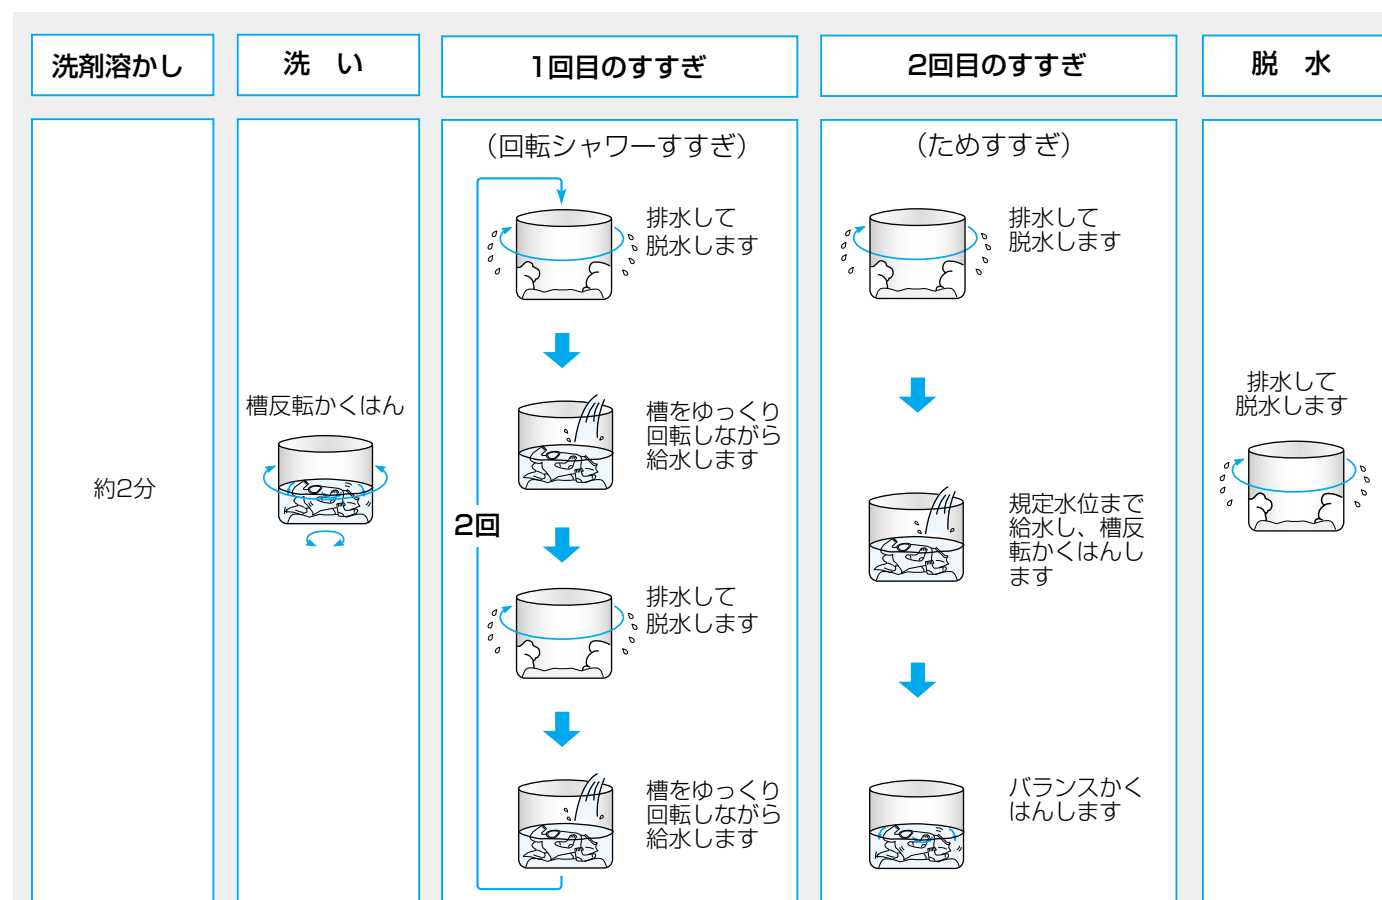 洗剤溶かし
洗　い
1回目のすすぎ
2回目のすすぎ
脱　水
約2分
槽反転かくはん
（回転シャワーすすぎ）
排水して
脱水します
槽をゆっくり
回転しながら
給水します
2回
排水して
脱水します
槽をゆっくり
回転しながら
給水します
（ためすすぎ）
排水して
脱水します
規定水位まで
給水し、槽反
転かくはんし
ます
バランスかく
はんします
排水して
脱水します